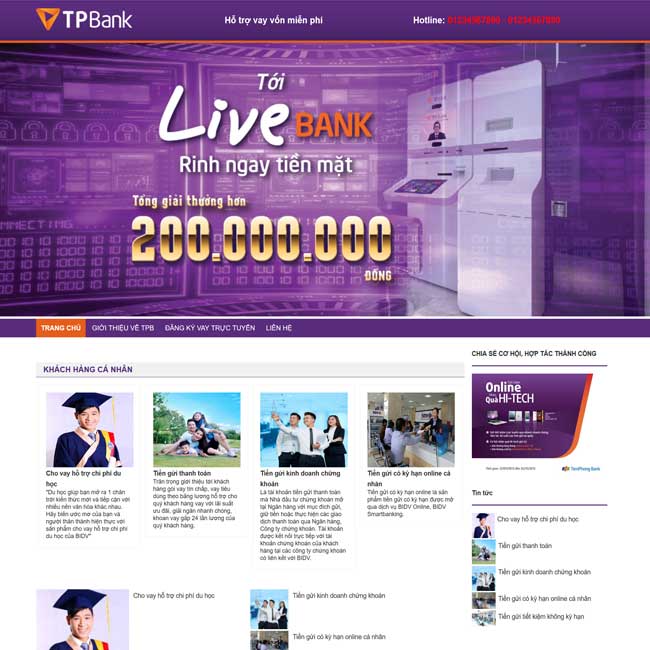 TPBank
Hỗ trợ vay vốn miễn phí
Hotline: 01234567890 - 01234567890
Tới
Live BANK
Rinh ngay tiền mặt
Tổng giải thưởng hơn
200.000.000
ĐỒNG
TRANG CHỦ GIỚI THIỆU VỀ TPB ĐĂNG KÝ VAY TRỰC TUYẾN LIÊN HỆ
KHÁCH HÀNG CÁ NHÂN
Cho vay hỗ trợ chi phí du
học
"Du học giúp bạn mở ra 1 chân
trời kiến thức mới và tiếp cận với
nhiều nền văn hóa khác nhau.
Hãy biến ước mơ của bạn và
người thân thành hiện thực với
sản phẩm cho vay hỗ trợ chi phí
du học của BIDV"
Tiền gửi thanh toán
Trân trọng giới thiệu tới khách
hàng gói vay tín chấp, vay tiêu
dùng theo bảng lương hỗ trợ cho
quý khách hàng vay với lãi suất
ưu đãi, giải ngân nhanh chóng,
khoan vay gấp 24 lần lương của
quý khách hàng.
Tiền gửi kinh doanh chứng
khoán
Là tài khoản tiền gửi thanh toán
mà Nhà đầu tư chứng khoán mở
tại Ngân hàng với mục đích gửi,
giữ tiền hoặc thực hiện các giao
dịch thanh toán qua Ngân hàng,
Công ty chứng khoán. Tài khoản
được kết nối trực tiếp với tài
khoản chứng khoán của khách
hàng tại các công ty chứng khoán
có liên kết với BIDV.
Tiền gửi có kỳ hạn online cá
nhân
Tiền gửi có kỳ hạn online là sản
phẩm tiền gửi có kỳ hạn được mở
qua dịch vụ BIDV Online, BIDV
Smartbanking.
Cho vay hỗ trợ chi phí du học
Tiền gửi kinh doanh chứng khoán
Tiền gửi có kỳ hạn online cá nhân
CHIA SẺ CƠ HỘI, HỢP TÁC THÀNH CÔNG
Online
Quà HI-TECH
TienPhong Bank
Tin tức
Cho vay hỗ trợ chi phí du học
Tiền gửi thanh toán
Tiền gửi kinh doanh chứng khoán
Tiền gửi có kỳ hạn online cá nhân
Tiền gửi tiết kiệm không kỳ hạn